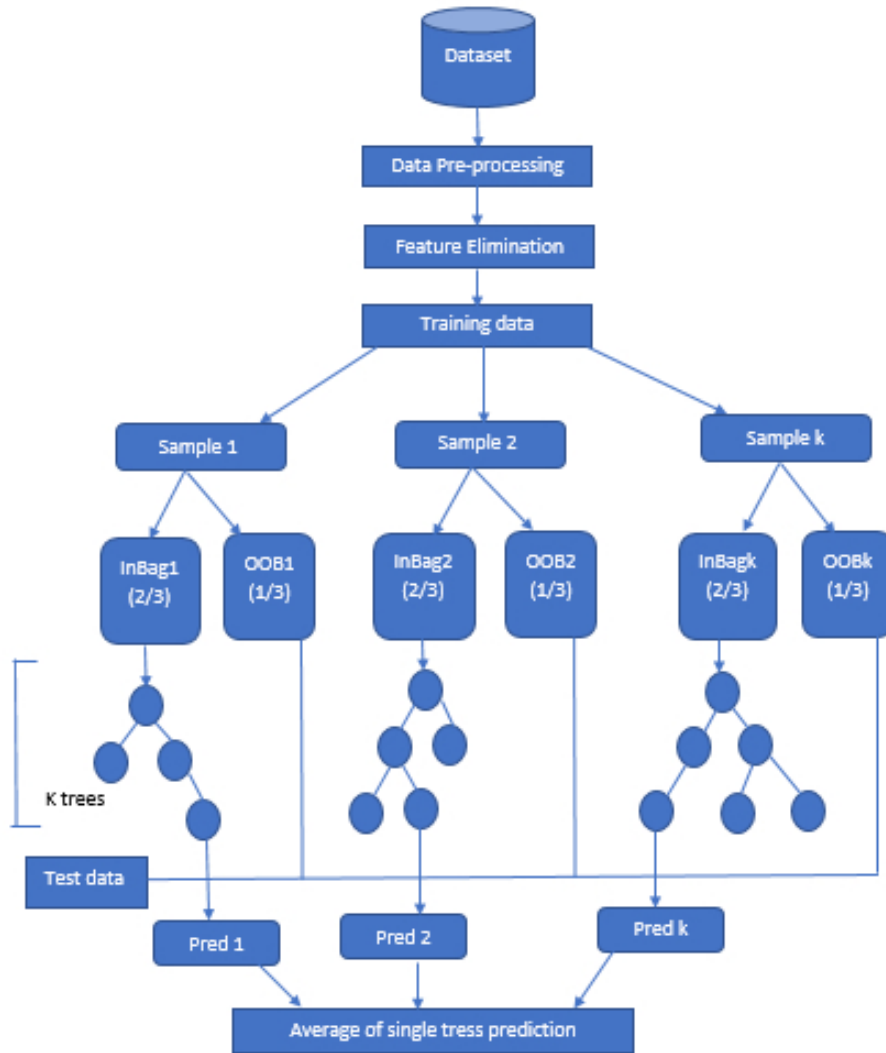 Dataset
Data Pre-processing
Feature Elimination
Training data
Sample 1
Sample 2
Sample k
InBag1
(2/3)
OOB1
(1/3)
InBag2
(2/3)
OOB2
(1/3)
InBagk
(2/3)
OOBk
(1/3)
K trees
Test data
Pred 1
Pred 2
Pred k
Average of single tress prediction